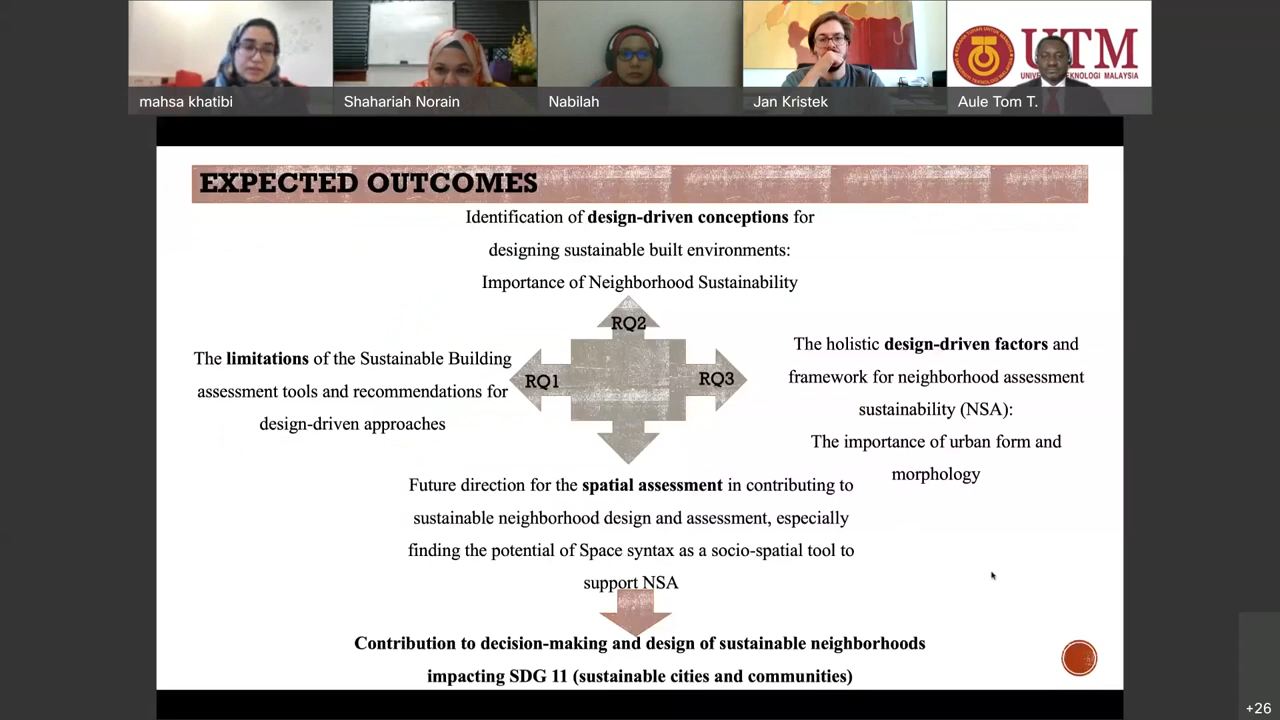 UTM
UNIVERSITI TEKNOLOGI MALAYSIA
mahsa khatibi
Shahariah Norain
Nabilah
Jan Kristek
Aule Tom T.
EXPECTED OUTCOMES
Identification of design-driven conceptions for
designing sustainable built environments:
Importance of Neighborhood Sustainability
RQ2
The limitations of the Sustainable Building
assessment tools and recommendations for
design-driven approaches
RQ1
RQ3
The holistic design-driven factors and
framework for neighborhood assessment
sustainability (NSA):
The importance of urban form and
morphology
Future direction for the spatial assessment in contributing to
sustainable neighborhood design and assessment, especially
finding the potential of Space syntax as a socio-spatial tool to
support NSA
Contribution to decision-making and design of sustainable neighborhoods
impacting SDG 11 (sustainable cities and communities)
+26